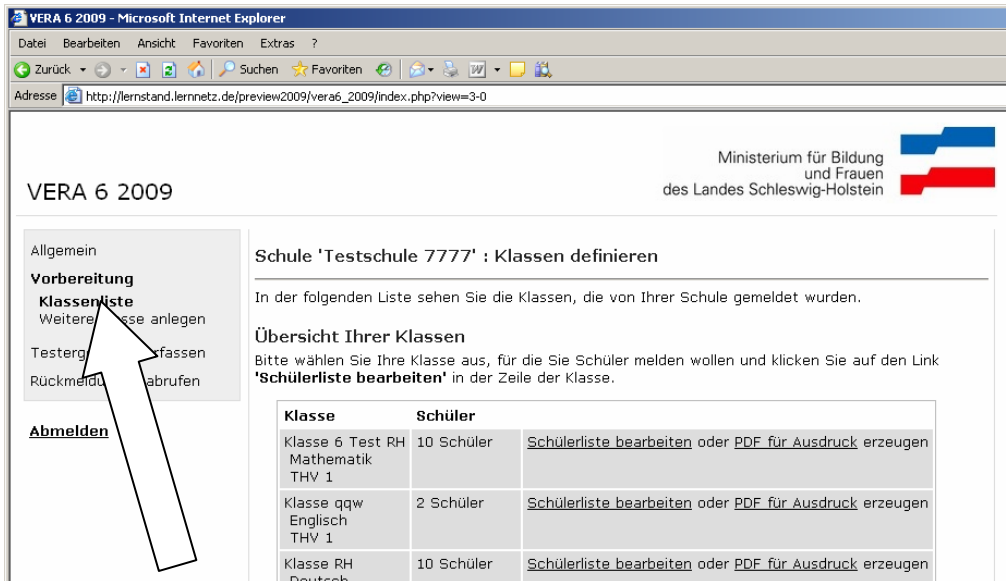 VERA 6 2009 - Microsoft Internet Explorer
Datei Bearbeiten Ansicht Favoriten Extras ?
Zurück Suchen Favoriten
Adresse http://lernstand.lernnetz.de/preview2009/vera6_2009/index.php?view=3-0
Ministerium für Bildung
und Frauen
des Landes Schleswig-Holstein
VERA 6 2009
Allgemein
Vorbereitung
Klassenliste
Weitere anlegen
abrufen
Abmelden
Schule 'Testschule 7777' : Klassen definieren
In der folgenden Liste sehen Sie die Klassen, die von Ihrer Schule gemeldet wurden.
Übersicht Ihrer Klassen
Bitte wählen Sie Ihre Klasse aus, für die Sie Schüler melden wollen und klicken Sie auf den Link
'Schülerliste bearbeiten' in der Zeile der Klasse.
Klasse Schüler
Klasse 6 Test RH 10 Schüler Schülerliste bearbeiten oder PDF für Ausdruck erzeugen
Mathematik
THV 1
Klasse qqw 2 Schüler Schülerliste bearbeiten oder PDF für Ausdruck erzeugen
Englisch
THV 1
Klasse RH 10 Schüler Schülerliste bearbeiten oder PDF für Ausdruck erzeugen
Deutsch